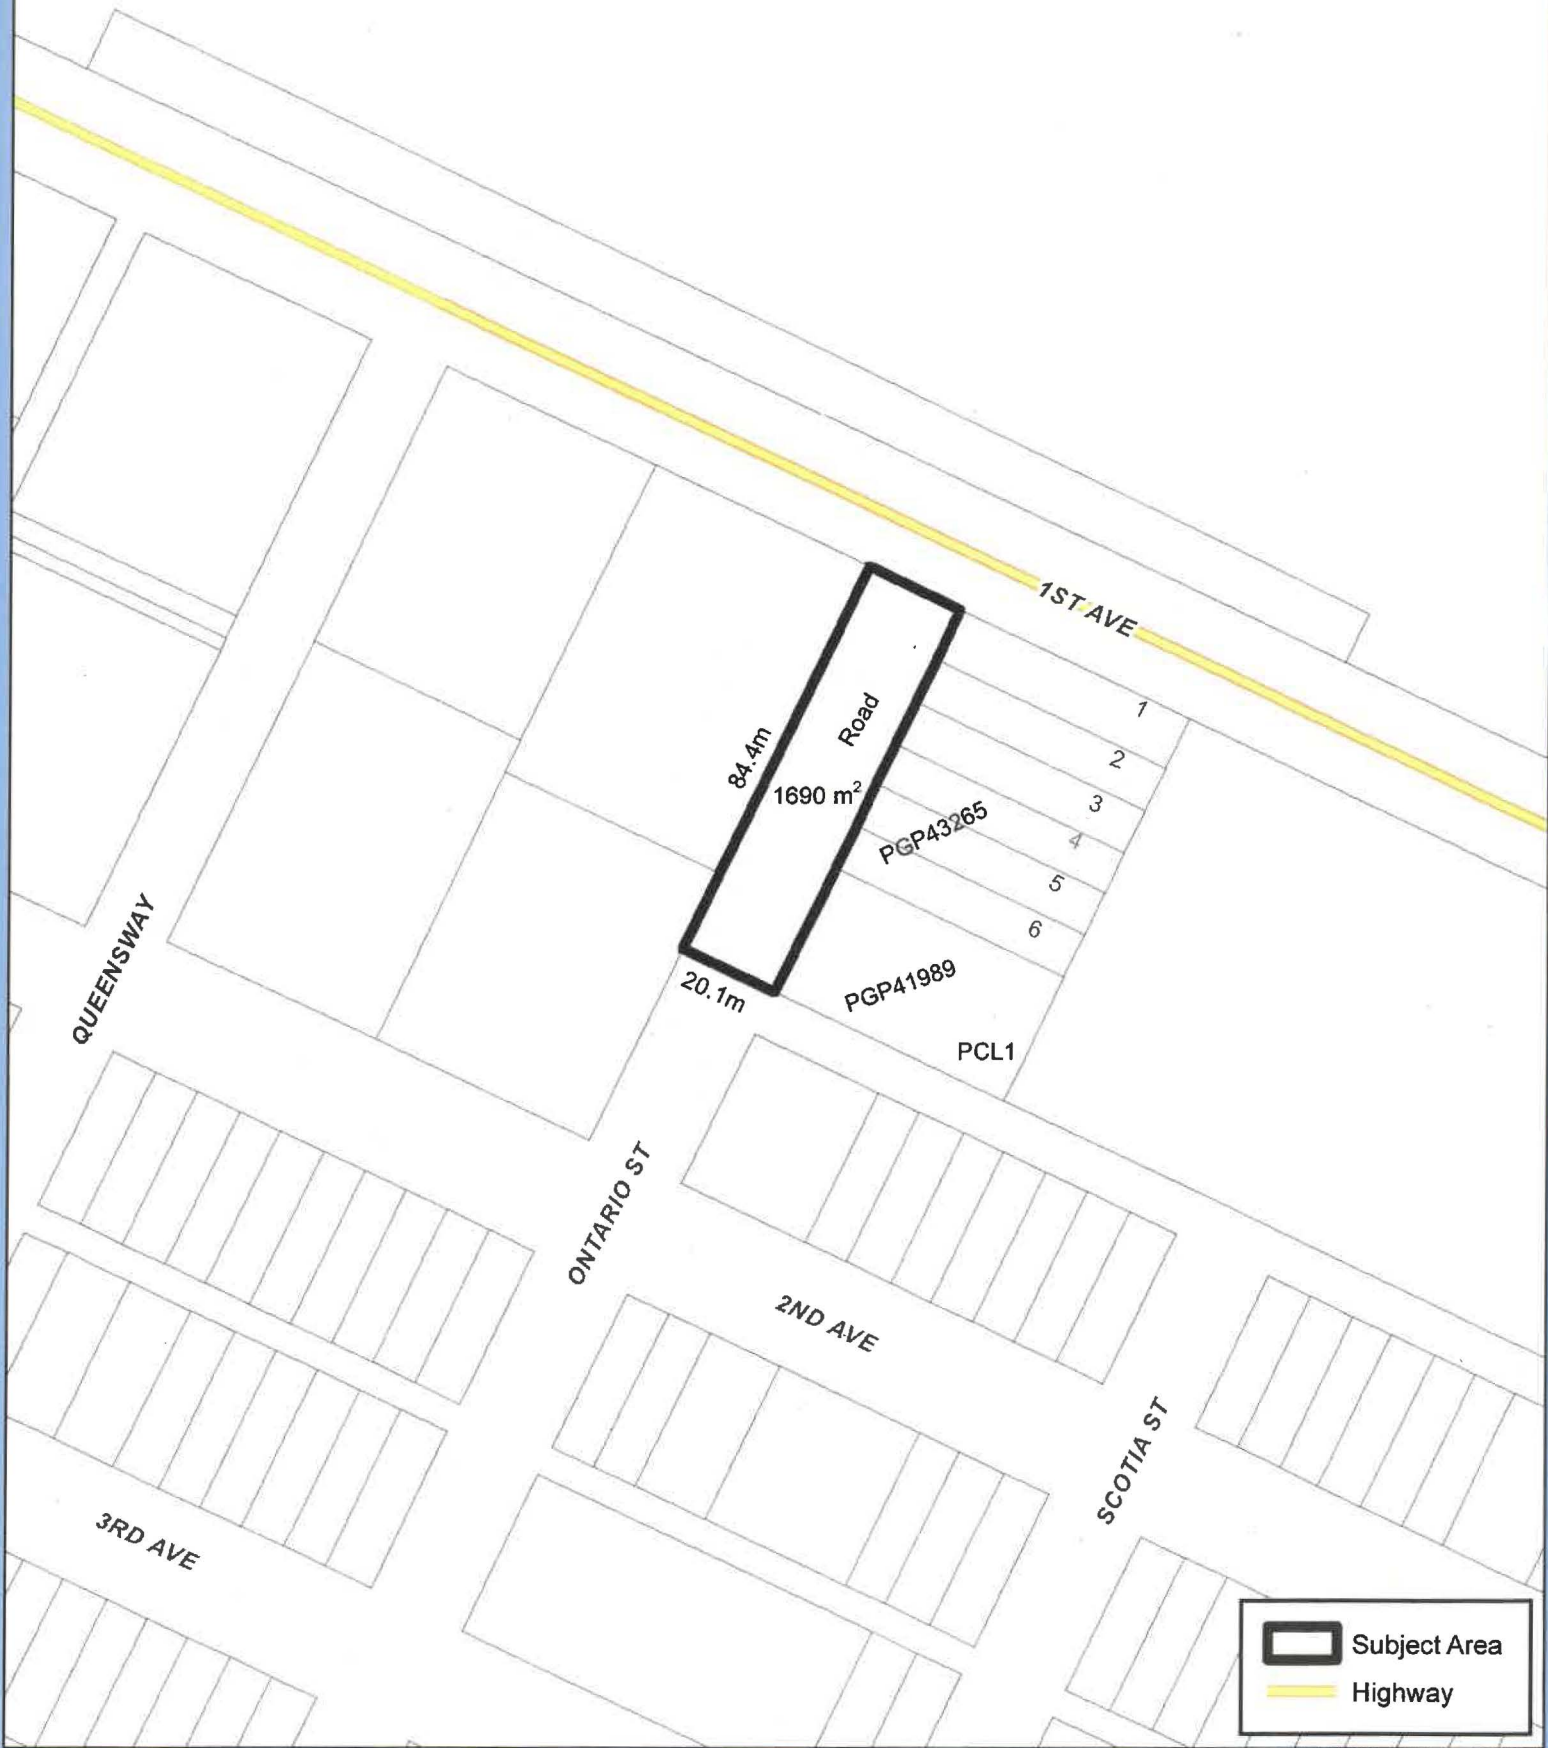 1ST AVE
1
Road
84.4m
2
1690 m²
3
PGP43265
4
5
6
QUEENSWAY
PGP41989
20.1m
PCL1
ONTARIO ST
2ND AVE
SCOTIA ST
3RD AVE
Subject Area
Highway